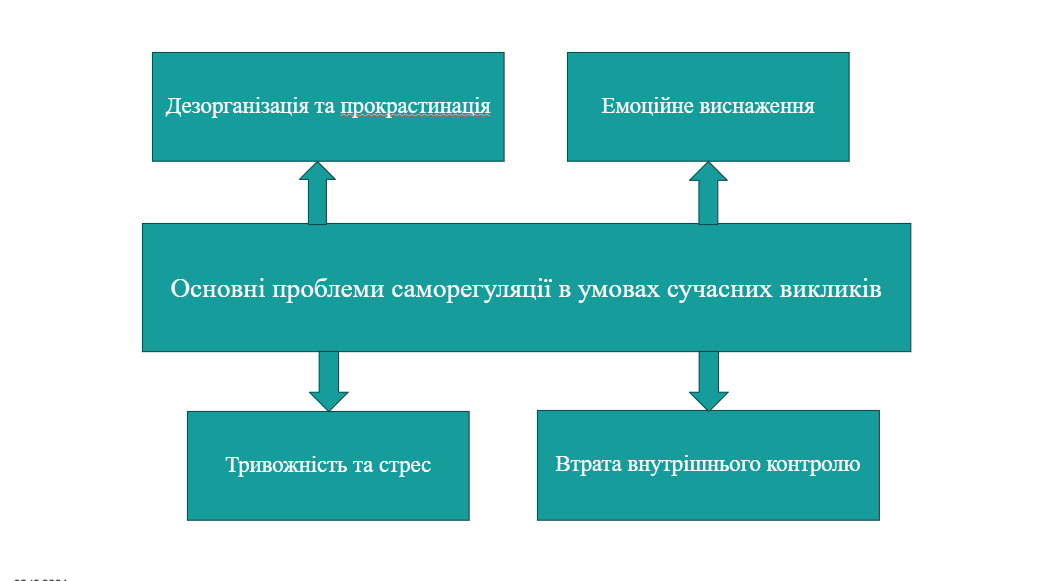 Дезорганізація та прокрастинація
Емоційне виснаження
Основні проблеми саморегуляції в умовах сучасних викликів
Тривожність та стрес
Втрата внутрішнього контролю